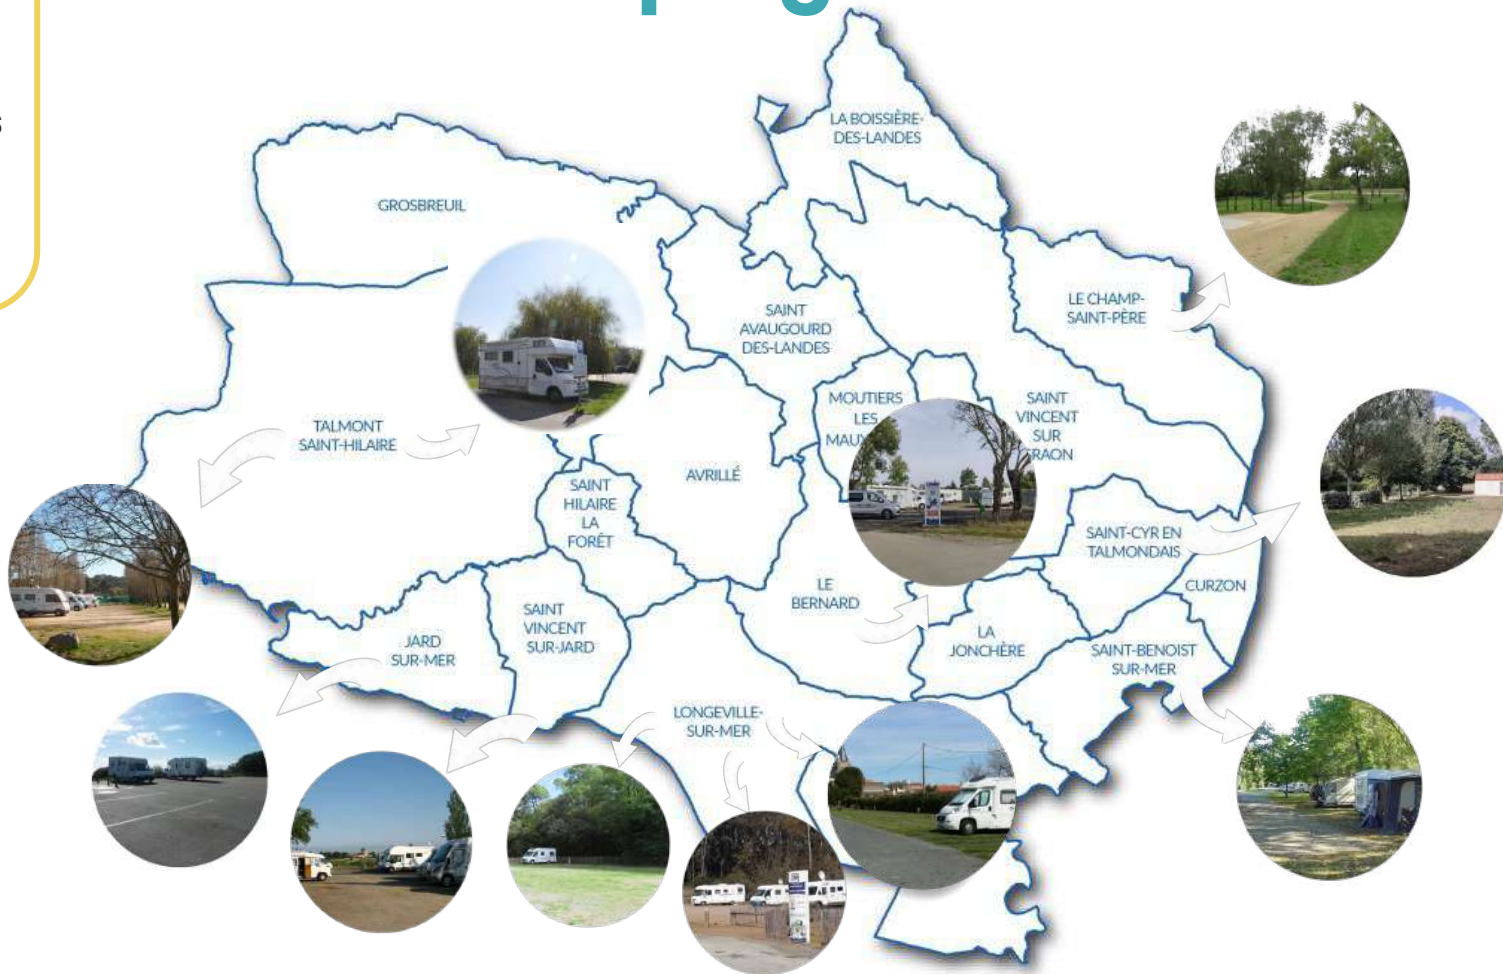 LA BOISSIÈRE-
DES-LANDES
GROSBREUIL
LE CHAMP-
SAINT-PÈRE
SAINT
AVAUGOURD
DES-LANDES
MOUTIERS
LES
SAINT
VINCENT
SUR
TALMONT
SAINT-HILAIRE
AVRILLÉ
SAINT
HILAIRE
LA
FORÊT
SAINT-CYR EN
TALMONDAIS
CURZON
LE
BERNARD
SAINT
VINCENT
SUR-JARD
JARD
SUR-MER
LA
JONCHÈRE
SAINT-BENOIST
SUR-MER
LONGEVILLE-
SUR-MER